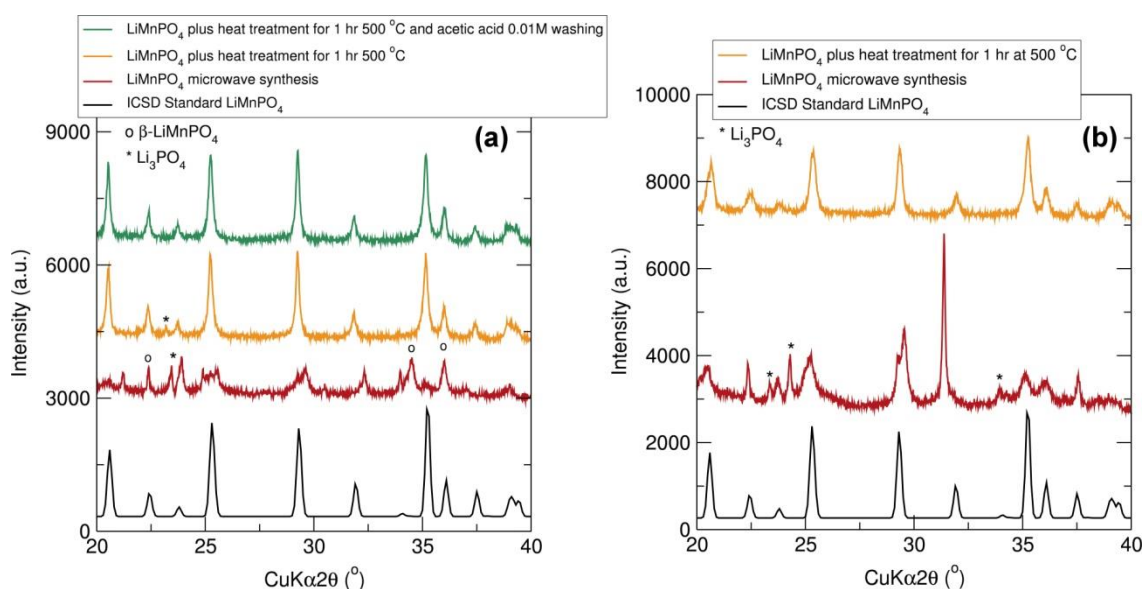 LiMnPO₄ plus heat treatment for 1 hr 500 °C and acetic acid 0.01M washing
LiMnPO₄ plus heat treatment for 1 hr 500 °C
LiMnPO₄ microwave synthesis
ICSD Standard LiMnPO₄
9000
o β-LiMnPO₄
* Li₃PO₄
(a)
6000
*
o
*
o
o
3000
0
20
25
30
35
40
Intensity (a.u.)
CuKα2θ (°)
LiMnPO₄ plus heat treatment for 1 hr at 500 °C
LiMnPO₄ microwave synthesis
ICSD Standard LiMnPO₄
10000
* Li₃PO₄
(b)
8000
6000
*
*
*
4000
2000
0
20
25
30
35
40
Intensity (a.u.)
CuKα2θ (°)